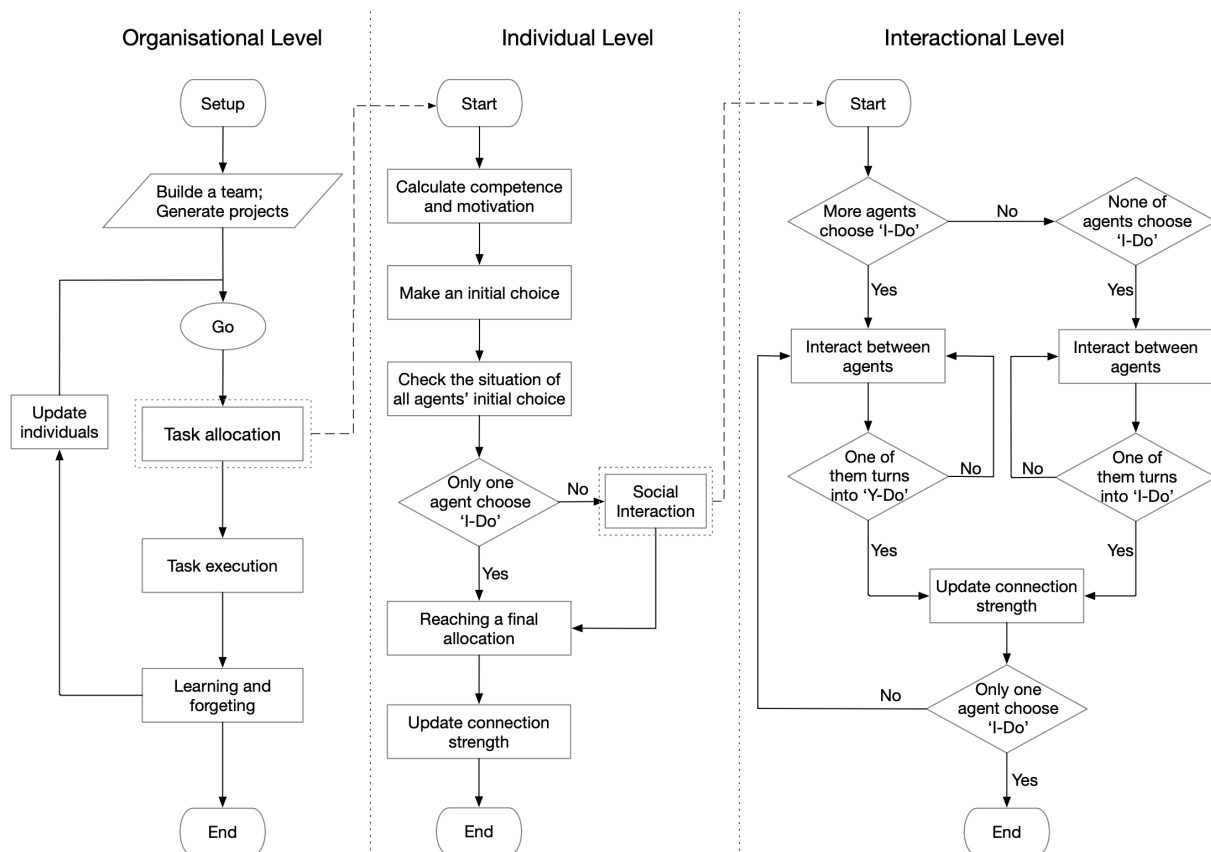 Organisational Level
Setup
Builde a team;
Generate projects
Go
Update
individuals
Task allocation
Task execution
Learning and
forgeting
End
Individual Level
Start
Calculate competence
and motivation
Make an initial choice
Check the situation of
all agents’ initial choice
Only one
agent choose
‘I-Do’
No
Social
Interaction
Yes
Reaching a final
allocation
Update connection
strength
End
Interactional Level
Start
More agents
choose ‘I-Do’
No
None of
agents choose
‘I-Do’
Yes
Yes
Interact between
agents
Interact between
agents
One of
them turns
into ‘Y-Do’
No
No
One of
them turns
into ‘I-Do’
Yes
Yes
Update connection
strength
No
Only one
agent choose
‘I-Do’
Yes
End